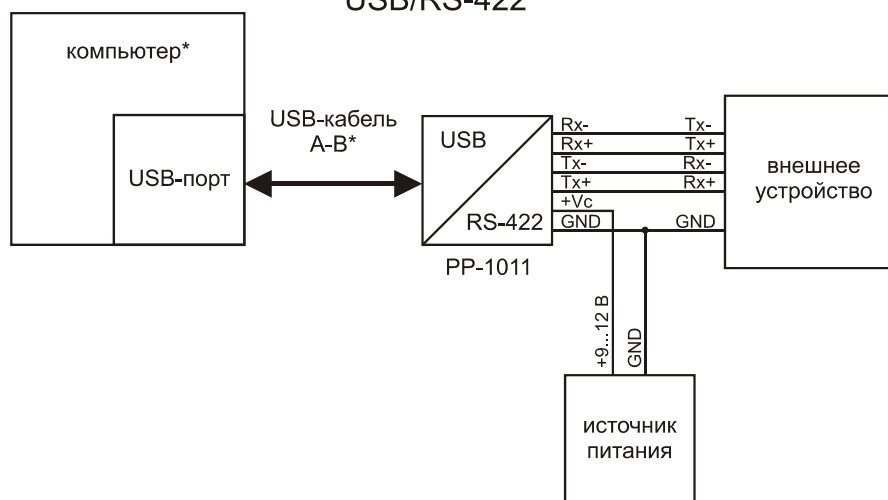 USB/RS-422
компьютер*
USB-порт
USB-кабель
А-В*
USB
RS-422
PP-1011
Rx-
Rx+
Tx-
Tx+
+Vc
GND
Tx-
Tx+
Rx-
Rx+
GND
внешнее
устройство
+9...12 В
GND
источник
питания